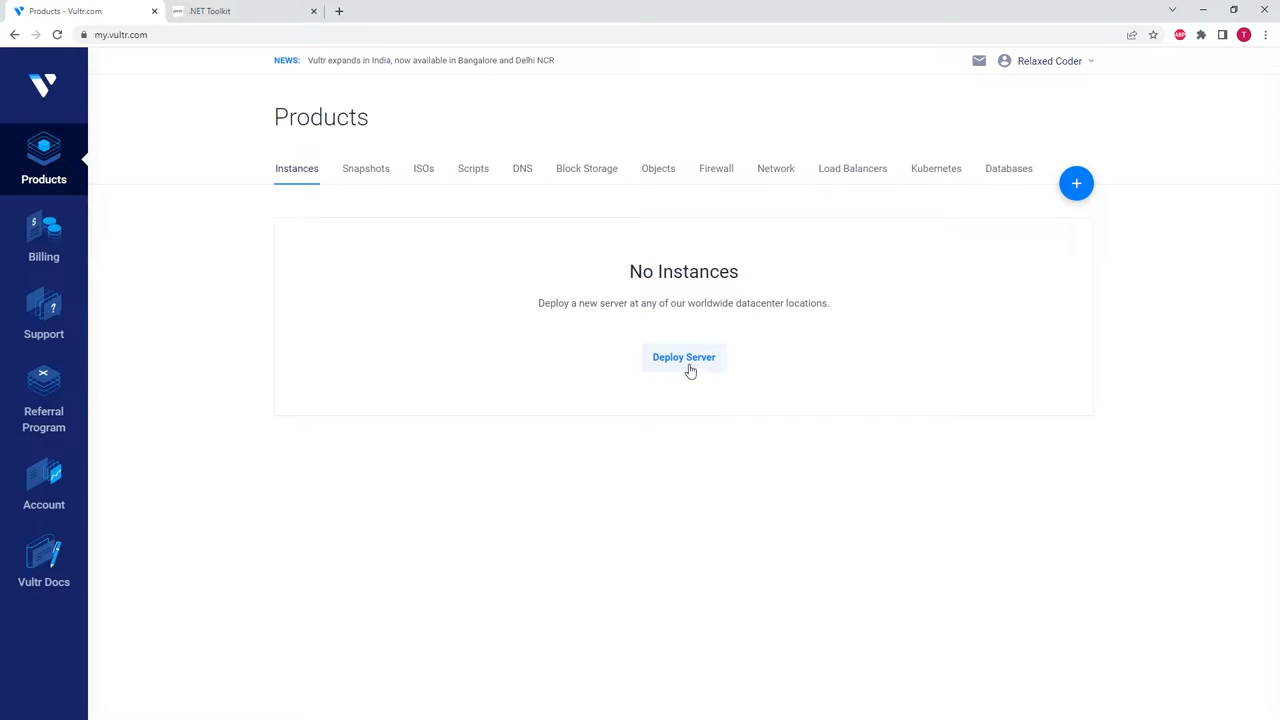 Products - Vultr.com
.NET Toolkit
my.vultr.com
ABP
T
NEWS: Vultr expands in India, now available in Bangalore and Delhi NCR
Relaxed Coder
Products
Billing
Support
Referral
Program
Account
Vultr Docs
Products
Instances Snapshots ISOs Scripts DNS Block Storage Objects Firewall Network Load Balancers Kubernetes Databases
+
No Instances
Deploy a new server at any of our worldwide datacenter locations.
Deploy Server